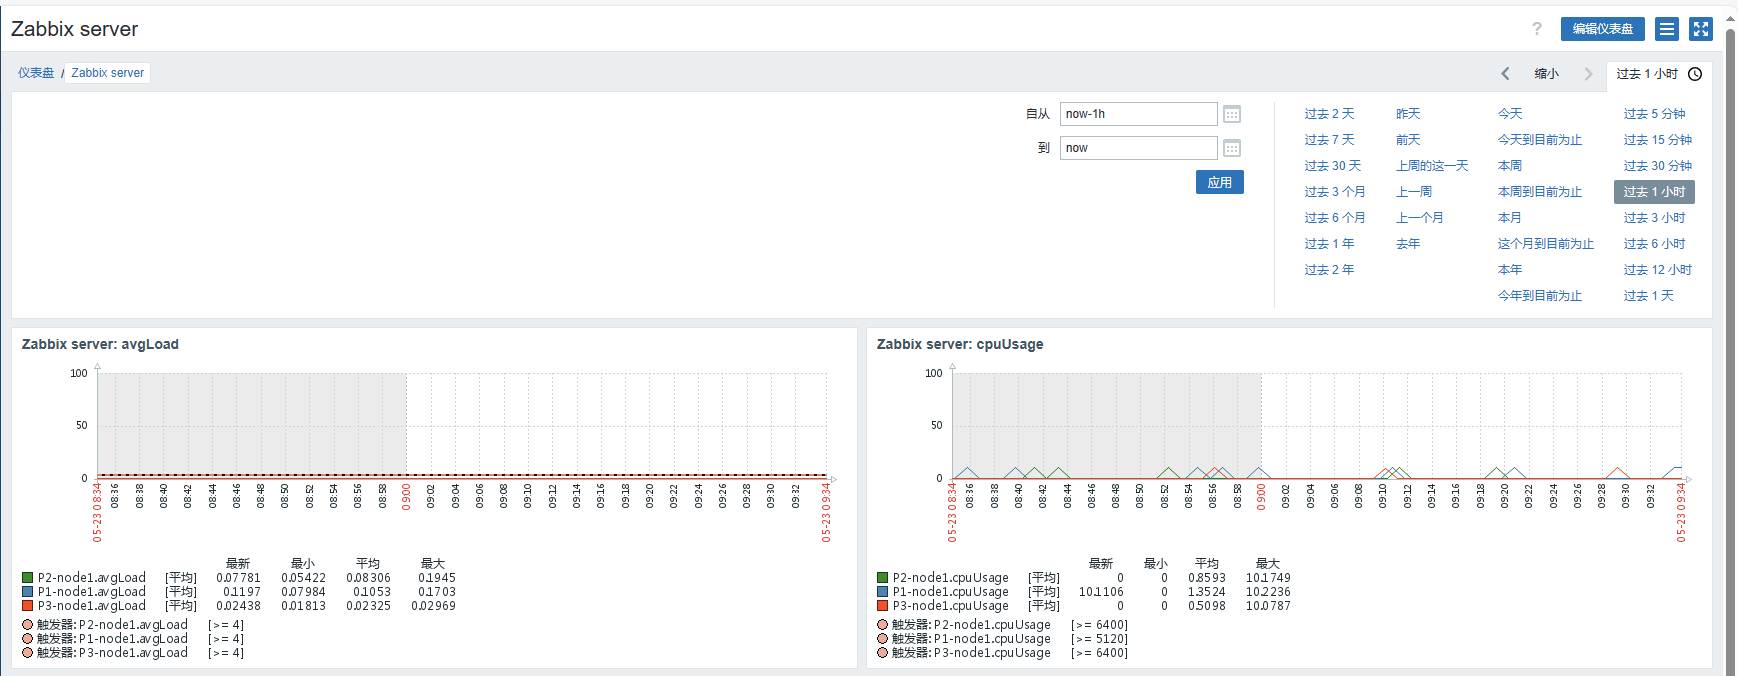 Zabbix server
? 编辑仪表盘
仪表盘 / Zabbix server
缩小 过去 1 小时
自从 now-1h
到 now
应用
过去 2 天 昨天 今天 过去 5 分钟
过去 7 天 前天 今天到目前为止 过去 15 分钟
过去 30 天 上周的这一天 本周 过去 30 分钟
过去 3 个月 上一周 本周到目前为止 过去 1 小时
过去 6 个月 上一个月 本月 过去 3 小时
过去 1 年 去年 这个月到目前为止 过去 6 小时
过去 2 年 本年 过去 12 小时
今年到目前为止 过去 1 天
Zabbix server: avgLoad
100
50
0
05-23 08:34 08:36 08:38 08:40 08:42 08:44 08:46 08:48 08:50 08:52 08:54 08:56 08:58 09:00 09:02 09:04 09:06 09:08 09:10 09:12 09:14 09:16 09:18 09:20 09:22 09:24 09:26 09:28 09:30 09:32 05-23 09:34
最新 最小 平均 最大
P2-node1.avgLoad [平均] 0.07781 0.05422 0.08306 0.1945
P1-node1.avgLoad [平均] 0.1197 0.07984 0.1053 0.1703
P3-node1.avgLoad [平均] 0.02438 0.01813 0.02325 0.02969
触发器: P2-node1.avgLoad [>= 4]
触发器: P1-node1.avgLoad [>= 4]
触发器: P3-node1.avgLoad [>= 4]
Zabbix server: cpuUsage
100
50
0
05-23 08:34 08:36 08:38 08:40 08:42 08:44 08:46 08:48 08:50 08:52 08:54 08:56 08:58 09:00 09:02 09:04 09:06 09:08 09:10 09:12 09:14 09:16 09:18 09:20 09:22 09:24 09:26 09:28 09:30 09:32 05-23 09:34
最新 最小 平均 最大
P2-node1.cpuUsage [平均] 0 0 0.8593 10.1749
P1-node1.cpuUsage [平均] 10.1106 0 1.3524 10.2236
P3-node1.cpuUsage [平均] 0 0 0.5098 10.0787
触发器: P2-node1.cpuUsage [>= 6400]
触发器: P1-node1.cpuUsage [>= 5120]
触发器: P3-node1.cpuUsage [>= 6400]